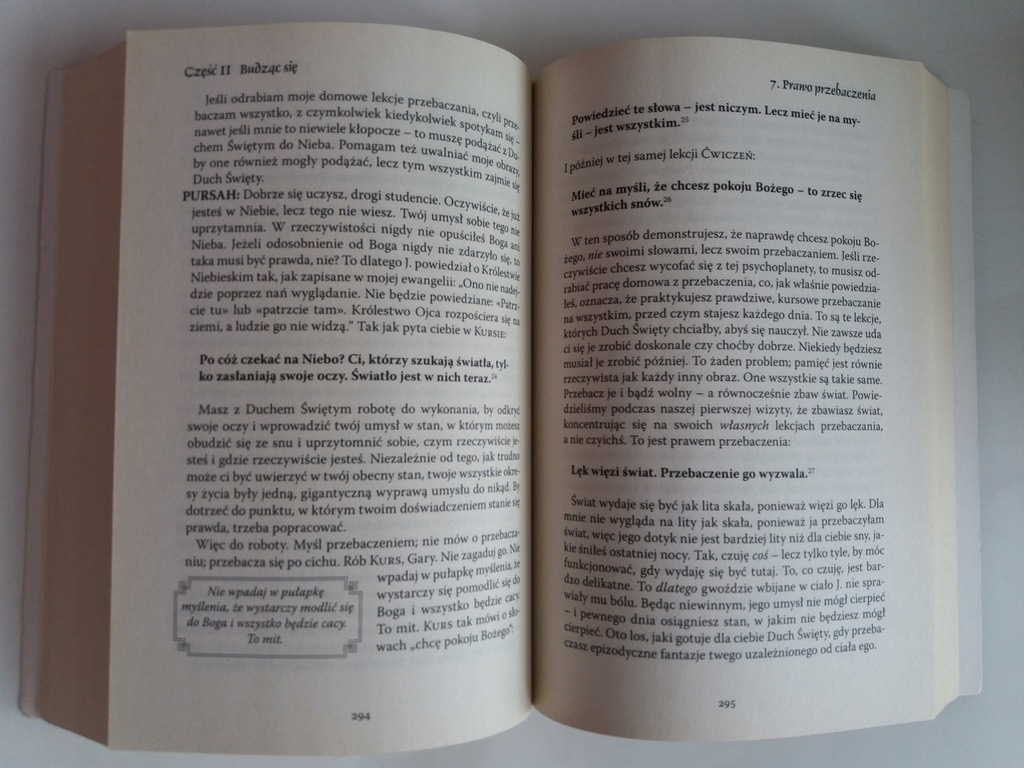 Część II Budząc się
Jeśli odrabiam moje domowe lekcje przebaczania, czyli prze-
baczam wszystko, z czymkolwiek kiedykolwiek spotykam się –
nawet jeśli mnie to niewiele kłopocze – to muszę podążać z Du-
chem Świętym do Nieba. Pomagam też uwalniać moje obrazy,
by one również mogły podążać, lecz tym wszystkim zajmie się
Duch Święty.
PURSAH: Dobrze się uczysz, drogi studencie. Oczywiście, że już
jesteś w Niebie, lecz tego nie wiesz. Twój umysł sobie tego nie
uprzytamnia. W rzeczywistości nigdy nie opuściłeś Boga ani
Nieba. Jeżeli odosobnienie od Boga nigdy nie zdarzyło się, to
taka musi być prawda, nie? To dlatego J. powiedział o Królestwie
Niebieskim tak, jak zapisane w mojej ewangelii: „Ono nie nadej-
dzie poprzez nań wyglądanie. Nie będzie powiedziane: «Patrz-
cie tu» lub «patrzcie tam». Królestwo Ojca rozpościera się na
ziemi, a ludzie go nie widzą.” Tak jak pyta ciebie w KURSIE:
Po cóż czekać na Niebo? Ci, którzy szukają światła, tyl-
ko zasłaniają swoje oczy. Światło jest w nich teraz.24
Masz z Duchem Świętym robotę do wykonania, by odkryć
swoje oczy i wprowadzić twój umysł w stan, w którym możesz
obudzić się ze snu i uprzytomnić sobie, czym rzeczywiście je-
steś i gdzie rzeczywiście jesteś. Niezależnie od tego, jak trudno
może ci być uwierzyć w twój obecny stan, twoje wszystkie okre-
sy życia były jedną, gigantyczną wyprawą umysłu do nikąd. By
dotrzeć do punktu, w którym twoim doświadczeniem stanie się
prawda, trzeba popracować.
Więc do roboty. Myśl przebaczeniem; nie mów o przebacza-
niu; przebacza się po cichu. Rób KURS, Gary. Nie zagaduj go. Nie
wpadaj w pułapkę myślenia, że
wystarczy się pomodlić się do
Boga i wszystko będzie cacy.
To mit. KURS tak mówi o sło-
wach „chcę pokoju Bożego”:
Nie wpadaj w pułapkę
myślenia, że wystarczy modlić się
do Boga i wszystko będzie cacy.
To mit.
294
7. Prawo przebaczenia
Powiedzieć te słowa – jest niczym. Lecz mieć je na my-
śli – jest wszystkim.25
I później w tej samej lekcji ĆWICZEŃ:
Mieć na myśli, że chcesz pokoju Bożego – to zrzec się
wszystkich snów.26
W ten sposób demonstrujesz, że naprawdę chcesz pokoju Bo-
żego, nie swoimi słowami, lecz swoim przebaczaniem. Jeśli rze-
czywiście chcesz wycofać się z tej psychoplanety, to musisz od-
rabiać pracę domowa z przebaczenia, co, jak właśnie powiedzia-
łeś, oznacza, że praktykujesz prawdziwe, kursowe przebaczanie
na wszystkim, przed czym stajesz każdego dnia. To są te lekcje,
których Duch Święty chciałby, abyś się nauczył. Nie zawsze uda
ci się je zrobić doskonale czy choćby dobrze. Niekiedy będziesz
musiał je zrobić później. To żaden problem; pamięć jest równie
rzeczywista jak każdy inny obraz. One wszystkie są takie same.
Przebacz je i bądź wolny – a równocześnie zbaw świat. Powie-
dzieliśmy podczas naszej pierwszej wizyty, że zbawiasz świat,
koncentrując się na swoich własnych lekcjach przebaczania,
a nie czyichś. To jest prawem przebaczenia:
Lęk więzi świat. Przebaczenie go wyzwala.27
Świat wydaje się być jak lita skała, ponieważ więzi go lęk. Dla
mnie nie wygląda na lity jak skała, ponieważ ja przebaczyłam
świat, więc jego dotyk nie jest bardziej lity niż dla ciebie sny, ja-
kie śniłeś ostatniej nocy. Tak, czuję coś – lecz tylko tyle, by móc
funkcjonować, gdy wydaję się być tutaj. To, co czuję, jest bar-
dzo delikatne. To dlatego gwoździe wbijane w ciało J. nie spra-
wiały mu bólu. Będąc niewinnym, jego umysł nie mógł cierpieć
– i pewnego dnia osiągniesz stan, w jakim nie będziesz mógł
cierpieć. Oto los, jaki gotuje dla ciebie Duch Święty, gdy przeba-
czasz epizodyczne fantazje twego uzależnionego od ciała ego.
295